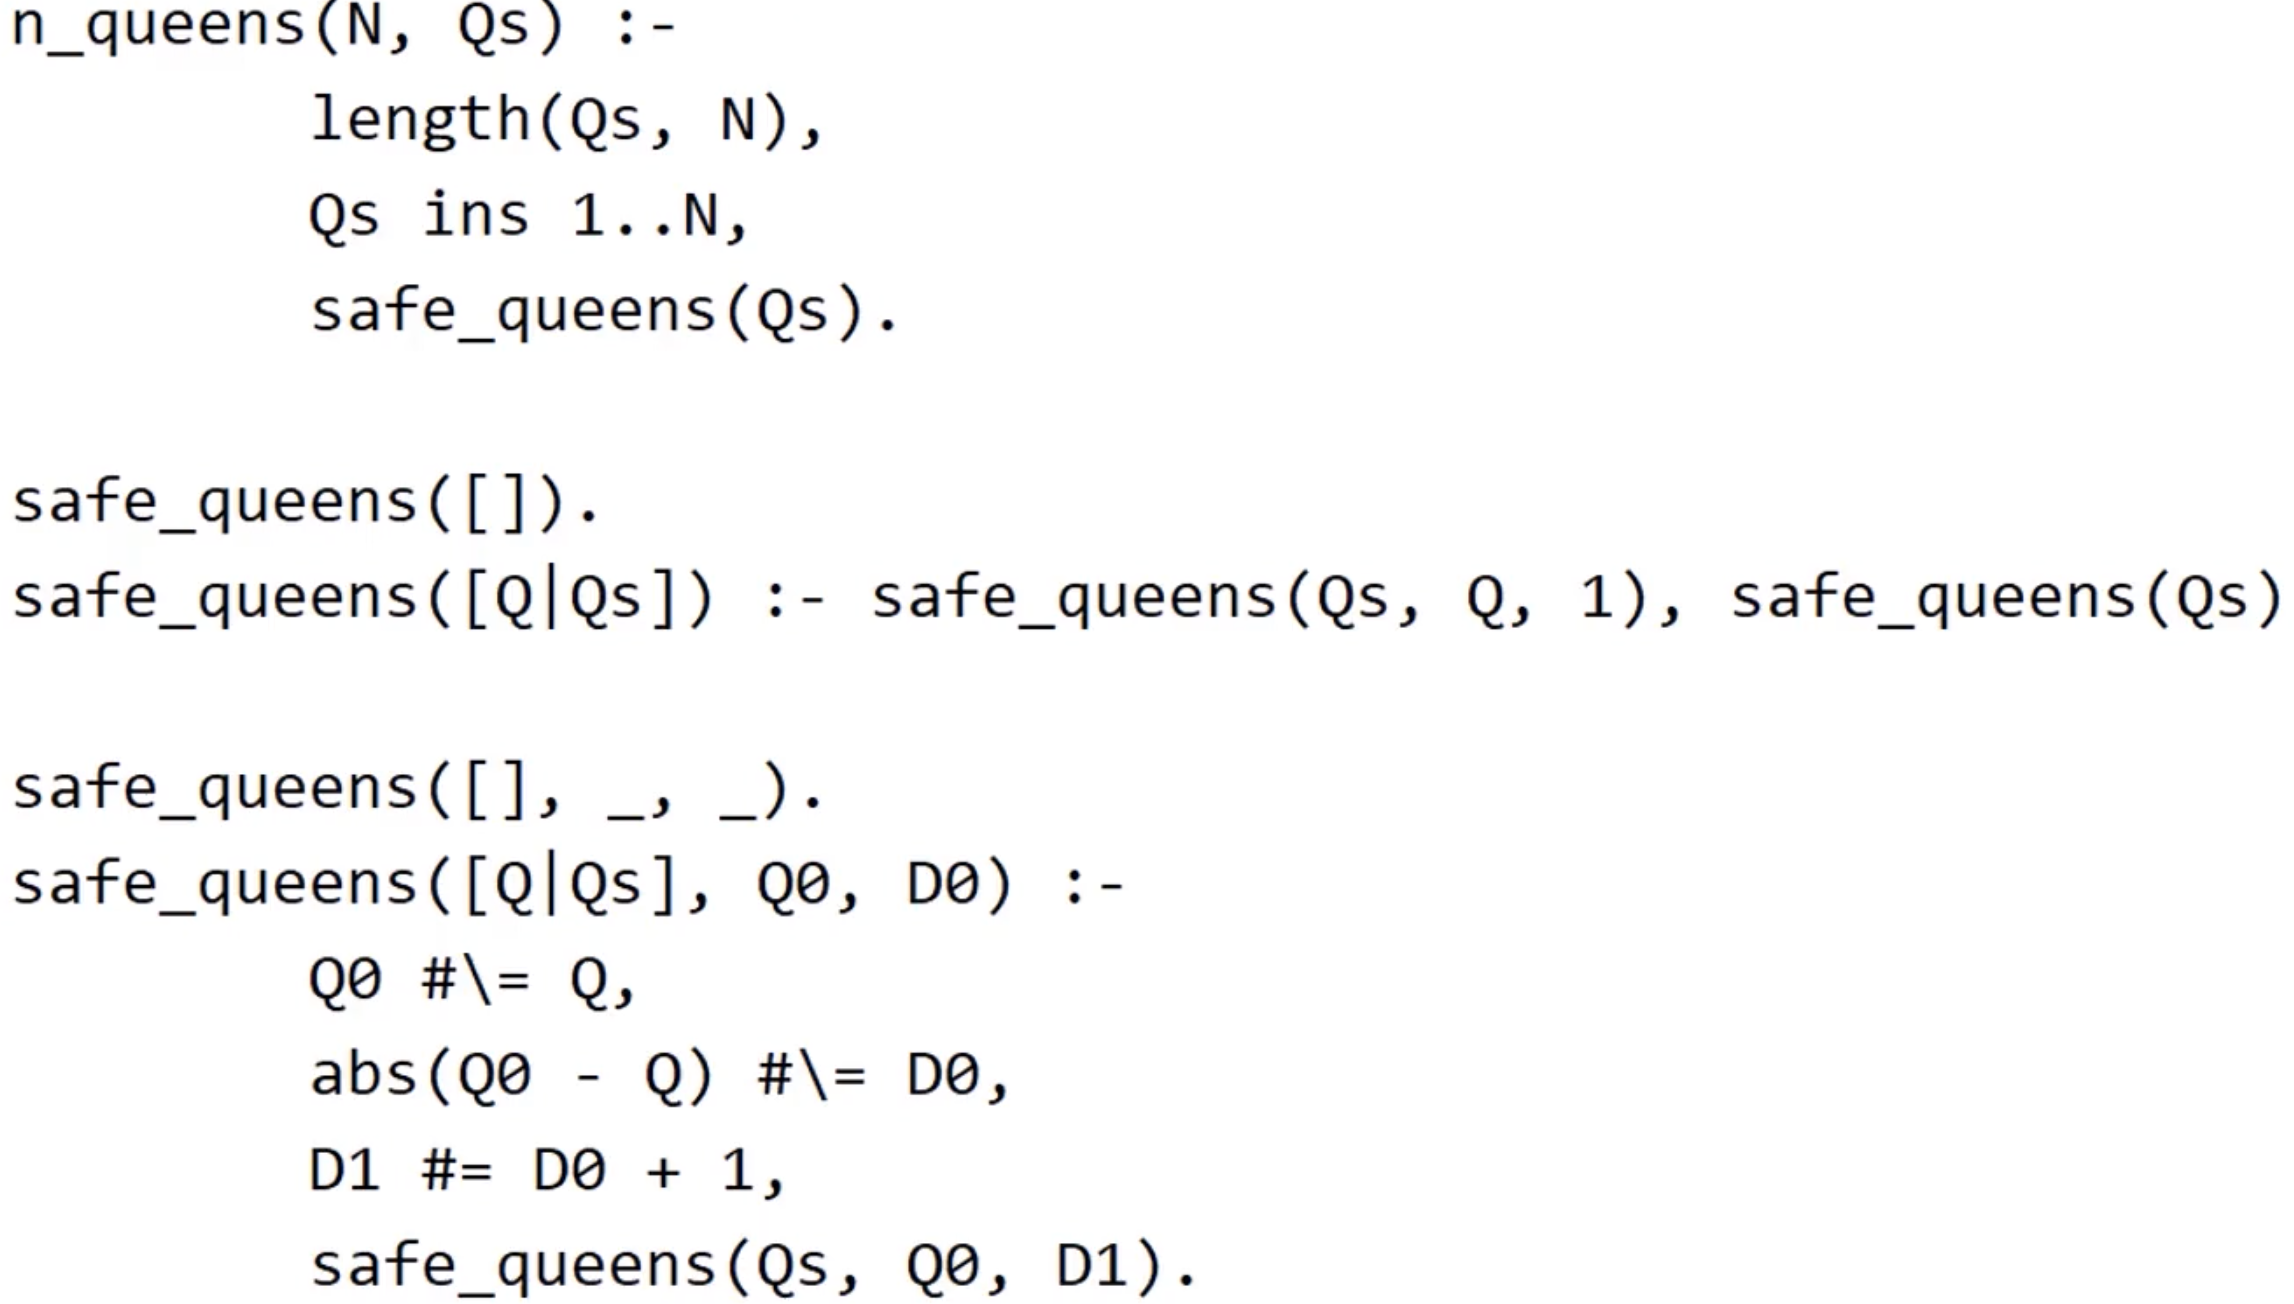 n_queens(N, Qs) :-
        length(Qs, N),
        Qs ins 1..N,
        safe_queens(Qs).

safe_queens([]).
safe_queens([Q|Qs]) :- safe_queens(Qs, Q, 1), safe_queens(Qs)

safe_queens([], _, _).
safe_queens([Q|Qs], Q0, D0) :-
        Q0 #\= Q,
        abs(Q0 - Q) #\= D0,
        D1 #= D0 + 1,
        safe_queens(Qs, Q0, D1).